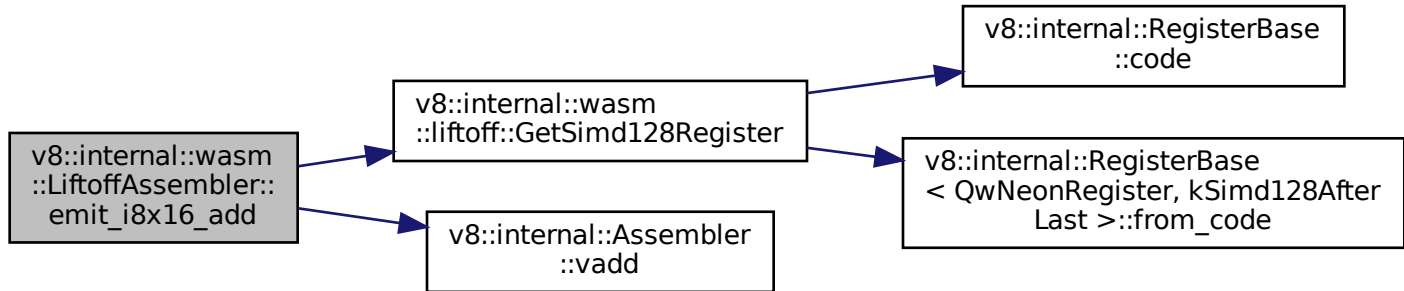 v8::internal::wasm
::LiftoffAssembler::
emit_i8x16_add
v8::internal::wasm
::liftoff::GetSimd128Register
v8::internal::Assembler
::vadd
v8::internal::RegisterBase
::code
v8::internal::RegisterBase
< QwNeonRegister, kSimd128After
Last >::from_code